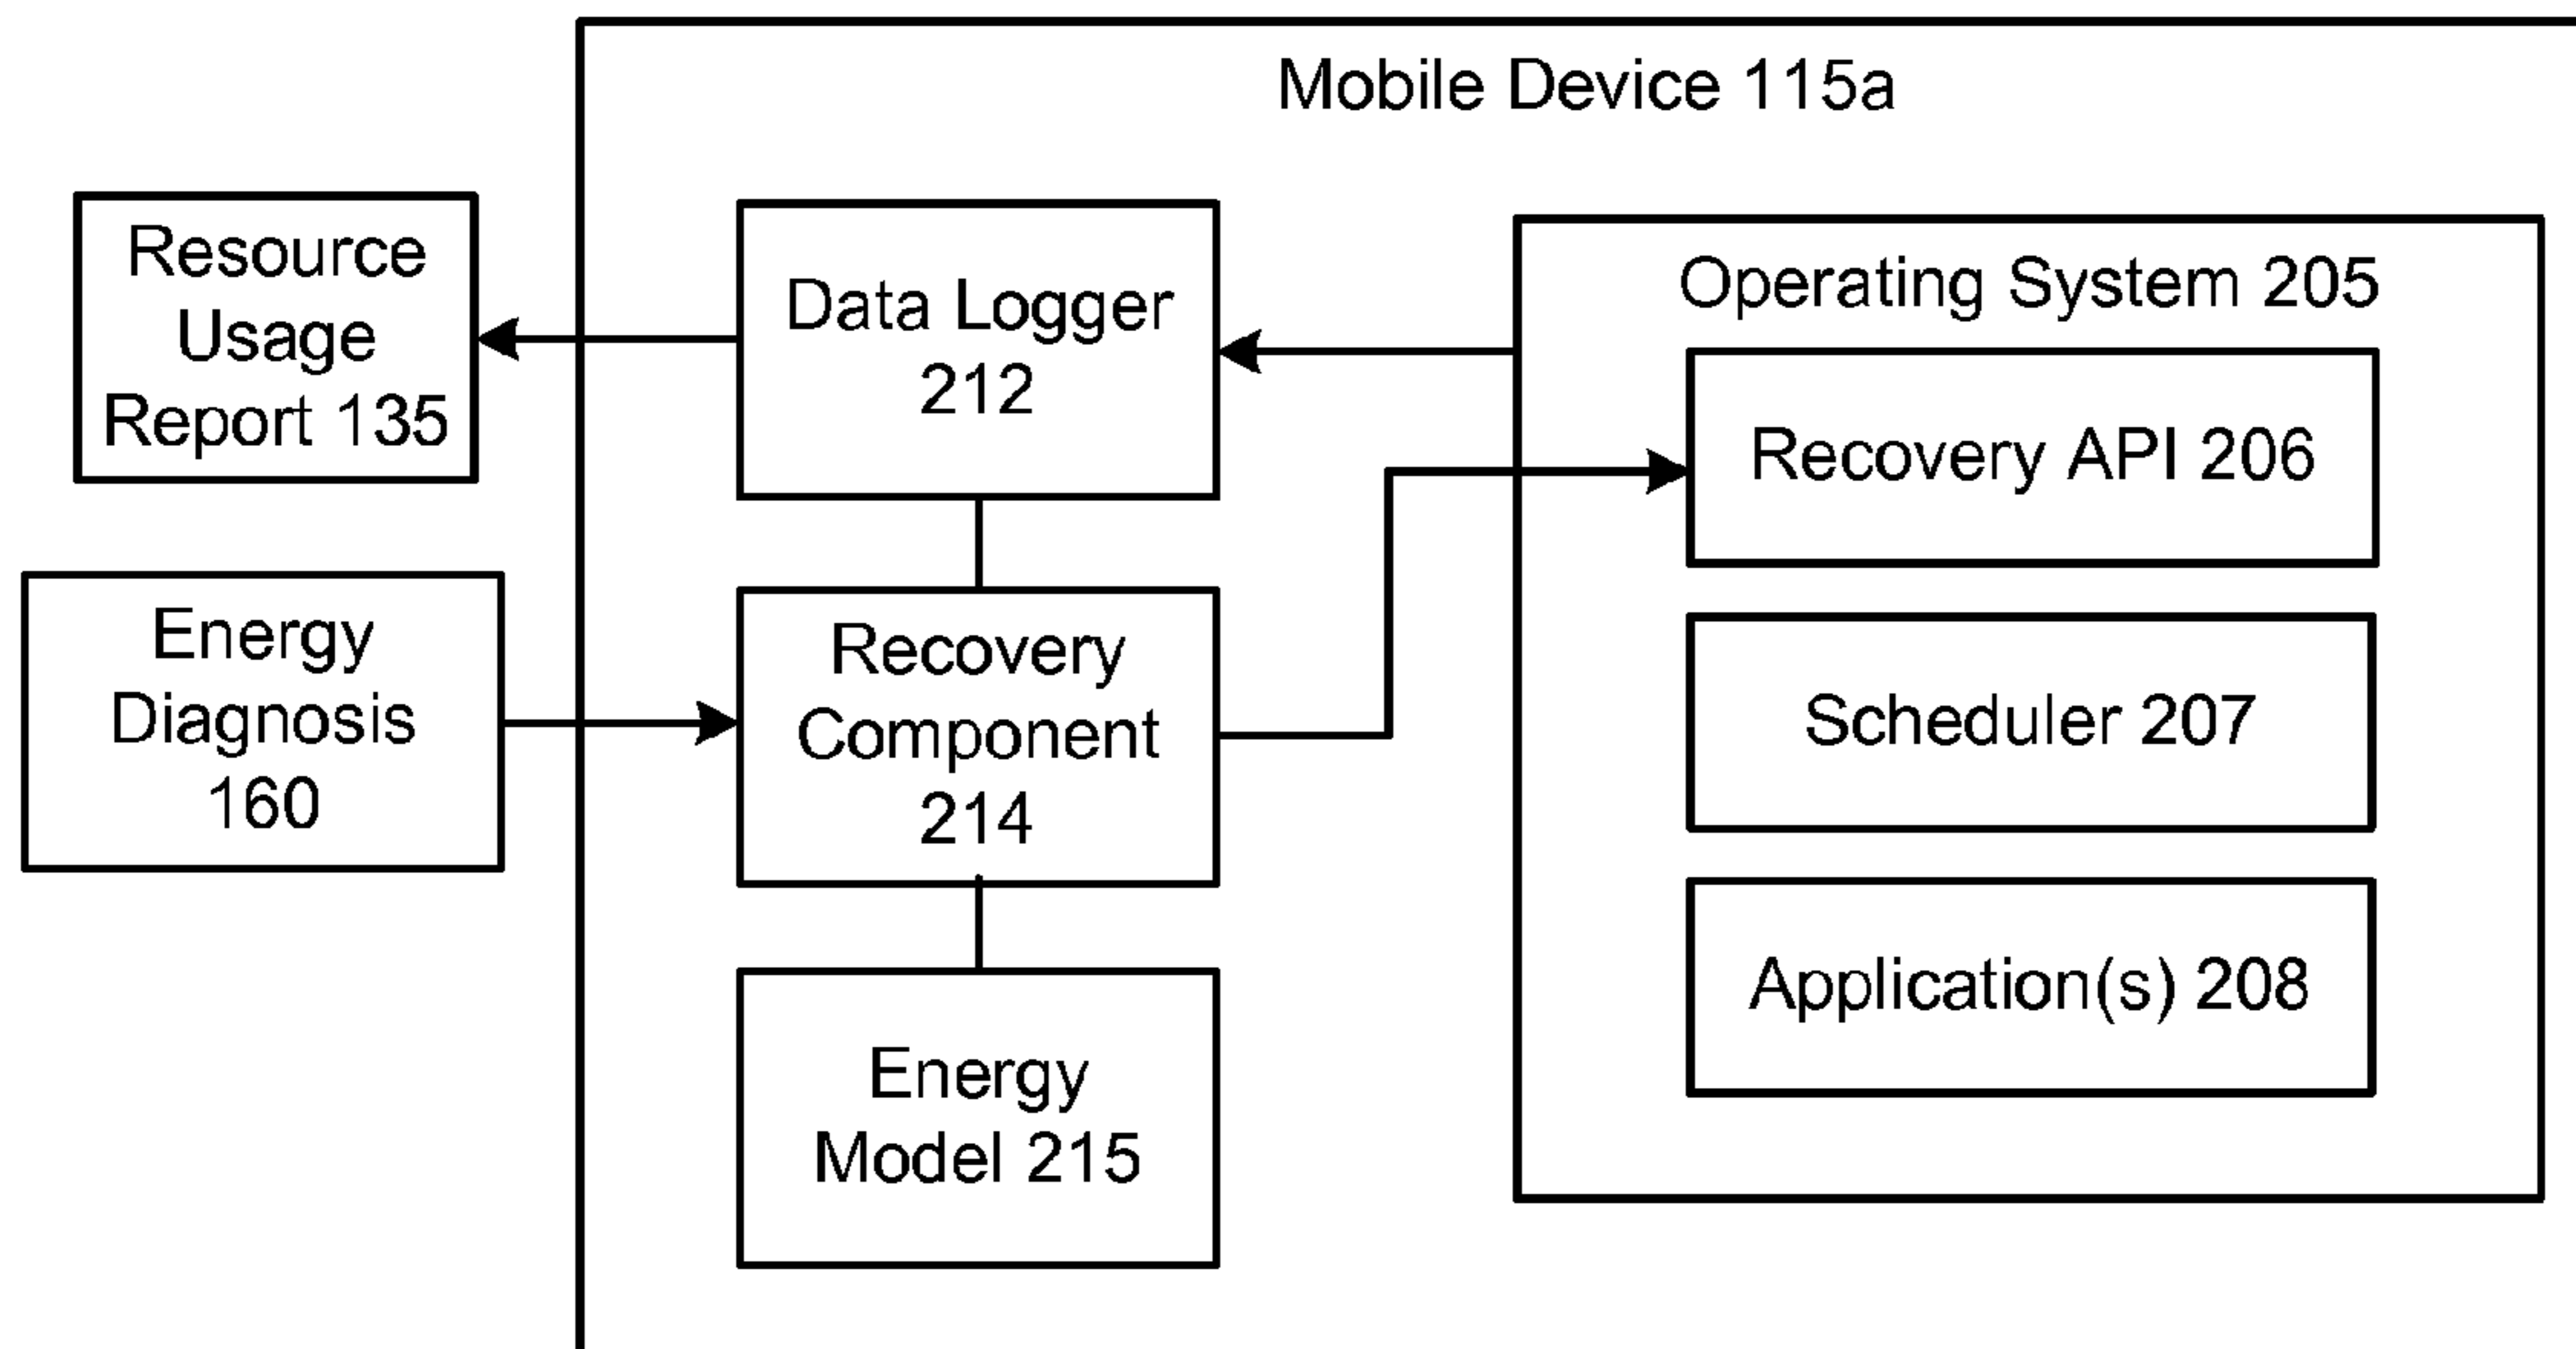 Mobile Device 115a
Resource
Usage
Report 135
Data Logger
212
Operating System 205
Recovery API 206
Energy
Diagnosis
160
Recovery
Component
214
Scheduler 207
Application(s) 208
Energy
Model 215